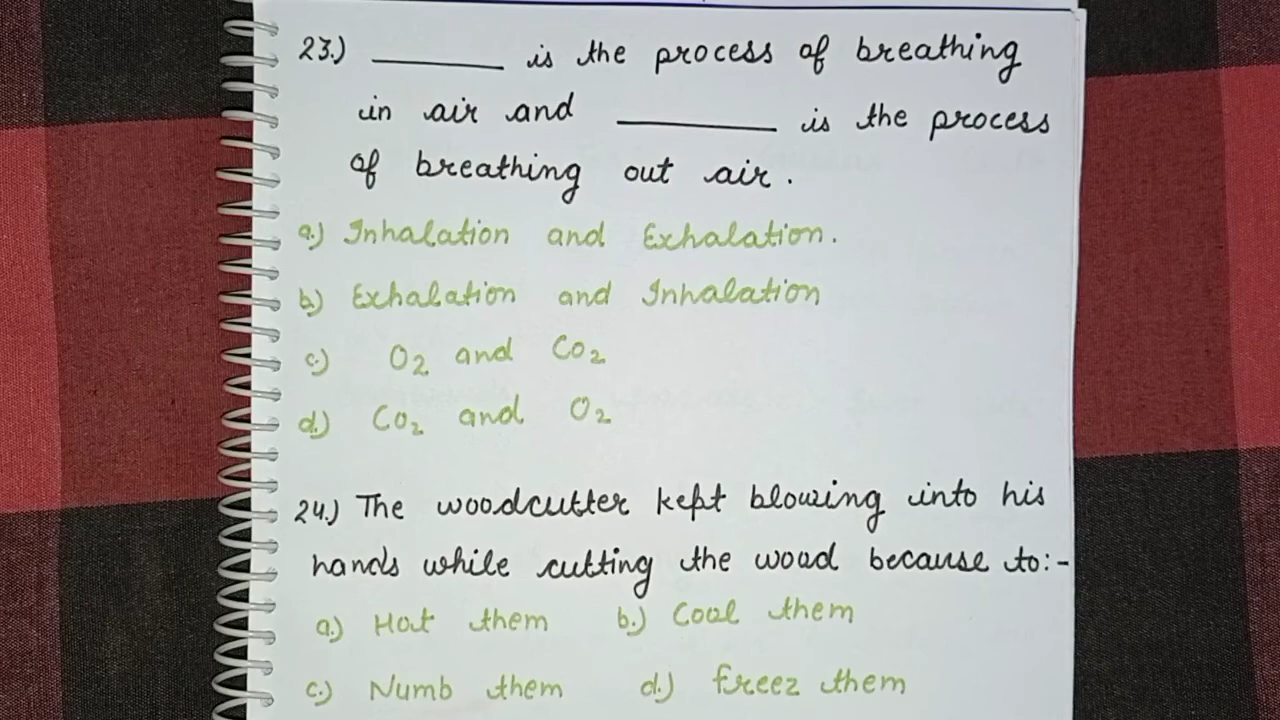 23.) ______ is the process of breathing
in air and ______ is the process
of breathing out air.
a.) Inhalation and Exhalation.
b.) Exhalation and Inhalation
c.) O₂ and CO₂
d.) CO₂ and O₂
24.) The woodcutter kept blowing into his
hands while cutting the wood because to:-
a.) Hot them b.) Cool them
c.) Numb them d.) freez them